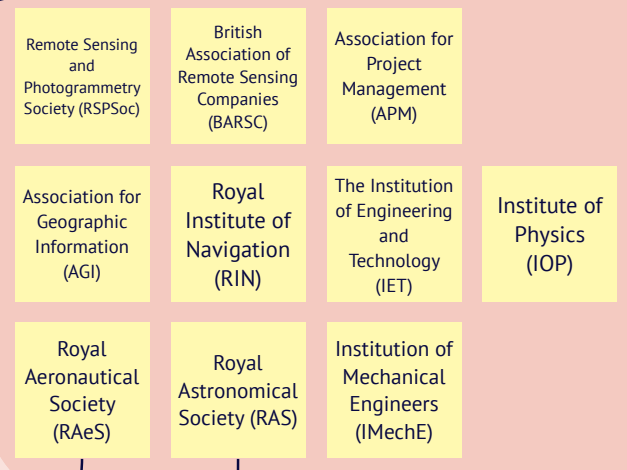 Remote Sensing
and
Photogrammetry
Society (RSPSoc)
British
Association of
Remote Sensing
Companies
(BARSC)
Association for
Project
Management
(APM)
Association for
Geographic
Information
(AGI)
Royal
Institute of
Navigation
(RIN)
The Institution
of Engineering
and
Technology
(IET)
Institute of
Physics
(IOP)
Royal
Aeronautical
Society
(RAeS)
Royal
Astronomical
Society (RAS)
Institution of
Mechanical
Engineers
(IMechE)